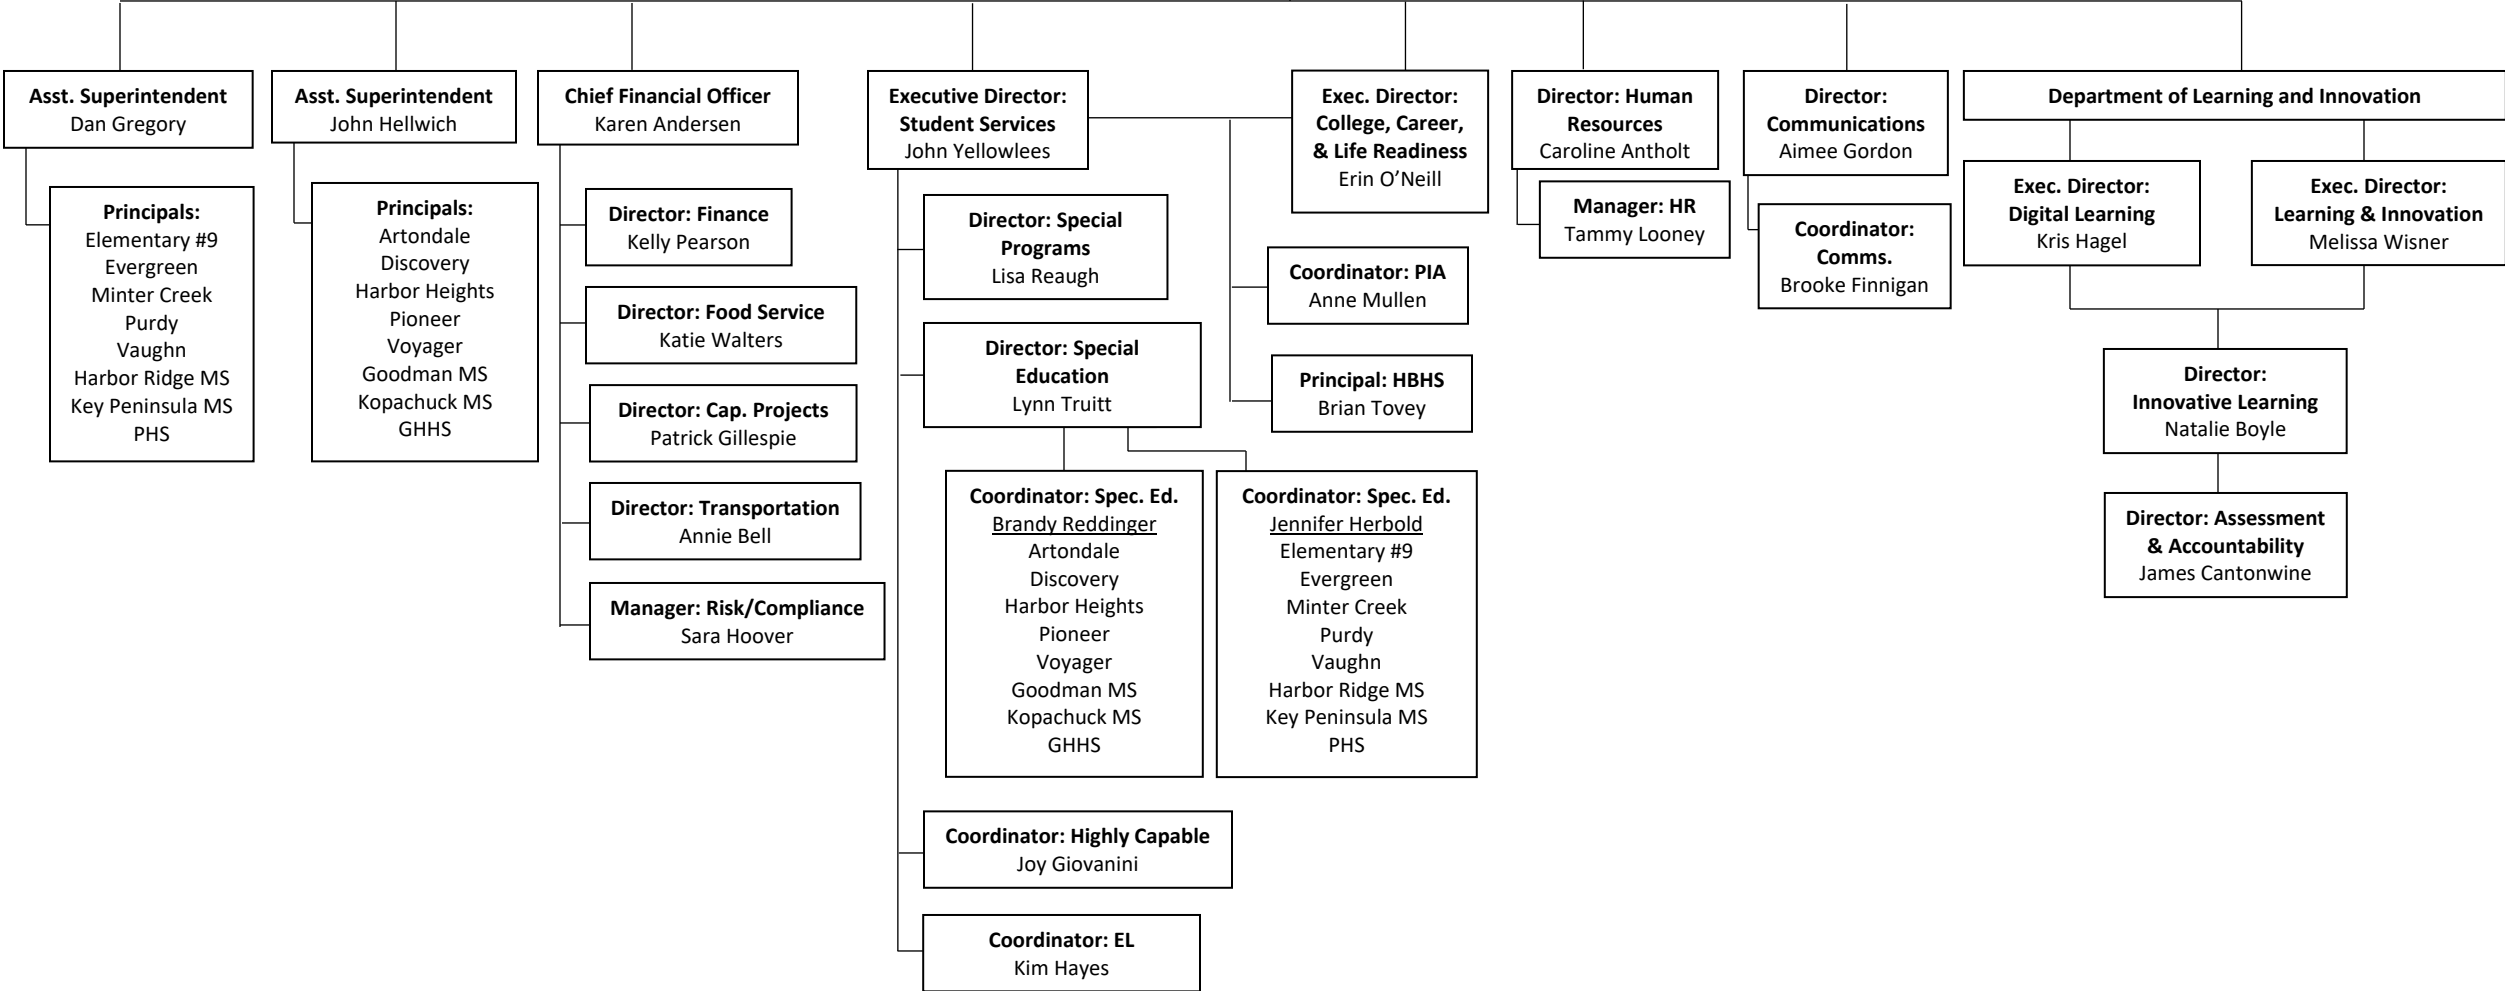 Asst. Superintendent
Dan Gregory
Principals:
Elementary #9
Evergreen
Minter Creek
Purdy
Vaughn
Harbor Ridge MS
Key Peninsula MS
PHS
Asst. Superintendent
John Hellwich
Principals:
Artondale
Discovery
Harbor Heights
Pioneer
Voyager
Goodman MS
Kopachuck MS
GHHS
Chief Financial Officer
Karen Andersen
Director: Finance
Kelly Pearson
Director: Food Service
Katie Walters
Director: Cap. Projects
Patrick Gillespie
Director: Transportation
Annie Bell
Manager: Risk/Compliance
Sara Hoover
Executive Director:
Student Services
John Yellowlees
Director: Special
Programs
Lisa Reaugh
Director: Special
Education
Lynn Truitt
Coordinator: Spec. Ed.
Brandy Reddinger
Artondale
Discovery
Harbor Heights
Pioneer
Voyager
Goodman MS
Kopachuck MS
GHHS
Coordinator: Spec. Ed.
Jennifer Herbold
Elementary #9
Evergreen
Minter Creek
Purdy
Vaughn
Harbor Ridge MS
Key Peninsula MS
PHS
Coordinator: Highly Capable
Joy Giovanini
Coordinator: EL
Kim Hayes
Exec. Director:
College, Career,
& Life Readiness
Erin O’Neill
Coordinator: PIA
Anne Mullen
Principal: HBHS
Brian Tovey
Director: Human
Resources
Caroline Antholt
Manager: HR
Tammy Looney
Director:
Communications
Aimee Gordon
Coordinator:
Comms.
Brooke Finnigan
Department of Learning and Innovation
Exec. Director:
Digital Learning
Kris Hagel
Exec. Director:
Learning & Innovation
Melissa Wisner
Director:
Innovative Learning
Natalie Boyle
Director: Assessment
& Accountability
James Cantonwine